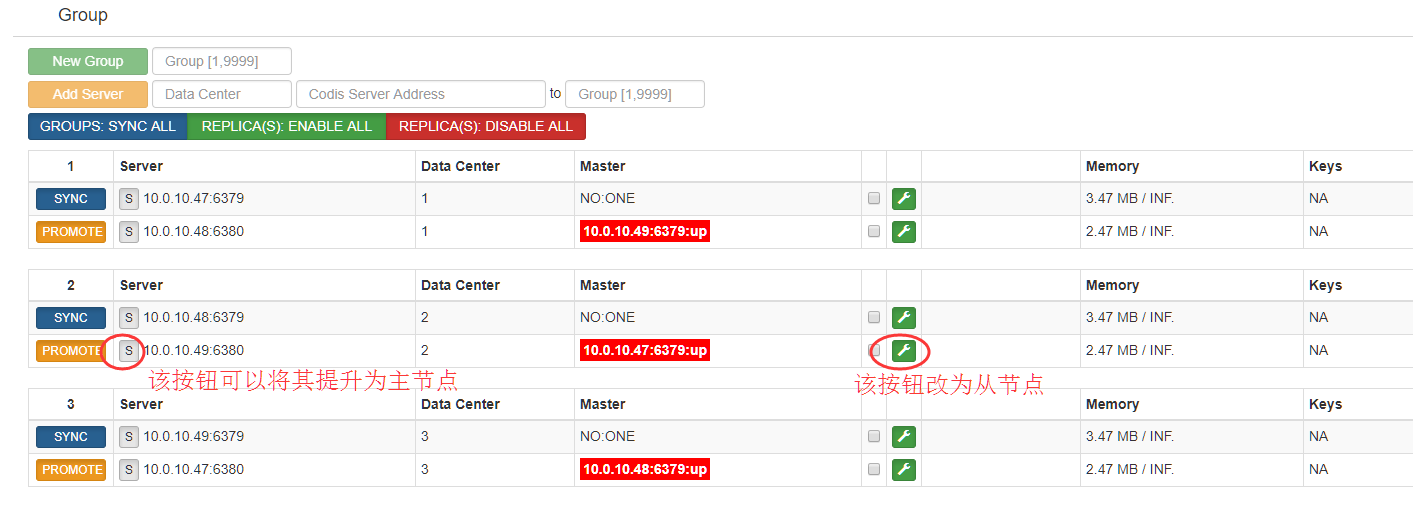 Group
New Group Group [1,9999]
Add Server Data Center Codis Server Address to Group [1,9999]
GROUPS: SYNC ALL REPLICA(S): ENABLE ALL REPLICA(S): DISABLE ALL
1 Server Data Center Master Memory Keys
SYNC S 10.0.10.47:6379 1 NO:ONE 3.47 MB / INF. NA
PROMOTE S 10.0.10.48:6380 1 10.0.10.49:6379:up 2.47 MB / INF. NA
2 Server Data Center Master Memory Keys
SYNC S 10.0.10.48:6379 2 NO:ONE 3.47 MB / INF. NA
PROMOTE S 10.0.10.49:6380 2 10.0.10.47:6379:up 2.47 MB / INF. NA
该按钮可以将其提升为主节点 该按钮改为从节点
3 Server Data Center Master Memory Keys
SYNC S 10.0.10.49:6379 3 NO:ONE 3.47 MB / INF. NA
PROMOTE S 10.0.10.47:6380 3 10.0.10.48:6379:up 2.47 MB / INF. NA